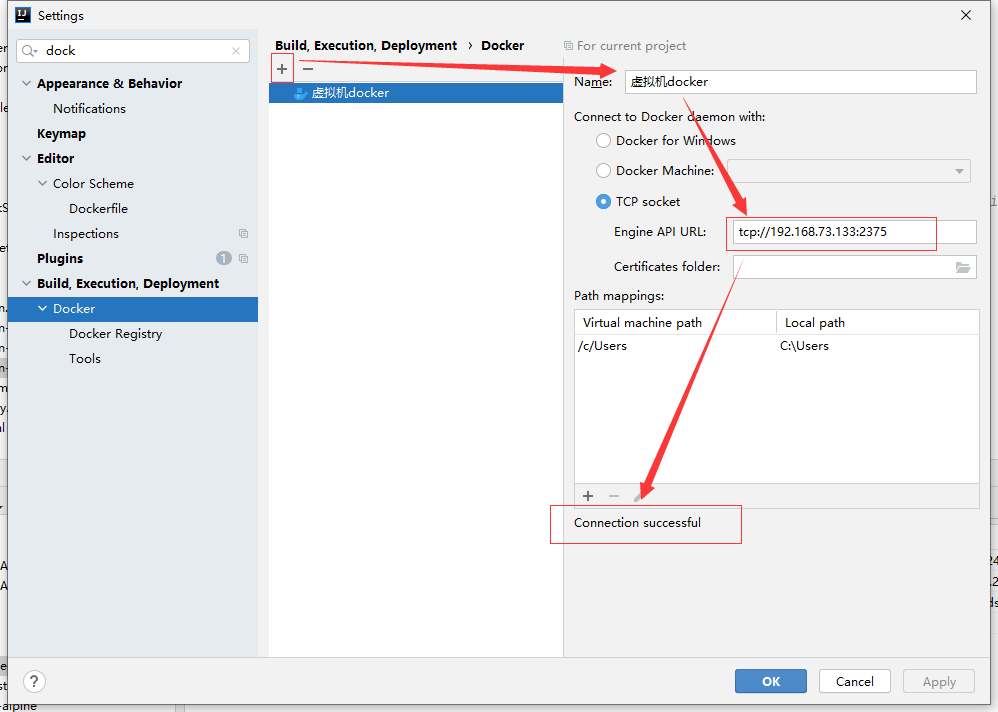 Settings
dock
Build, Execution, Deployment › Docker
For current project
Appearance & Behavior
Notifications
Keymap
Editor
Color Scheme
Dockerfile
Inspections
Plugins
1
Build, Execution, Deployment
Docker
Docker Registry
Tools
虚拟机docker
Name: 虚拟机docker
Connect to Docker daemon with:
Docker for Windows
Docker Machine:
TCP socket
Engine API URL: tcp://192.168.73.133:2375
Certificates folder:
Path mappings:
Virtual machine path Local path
/c/Users C:\Users
Connection successful
?
OK Cancel Apply
-alpine